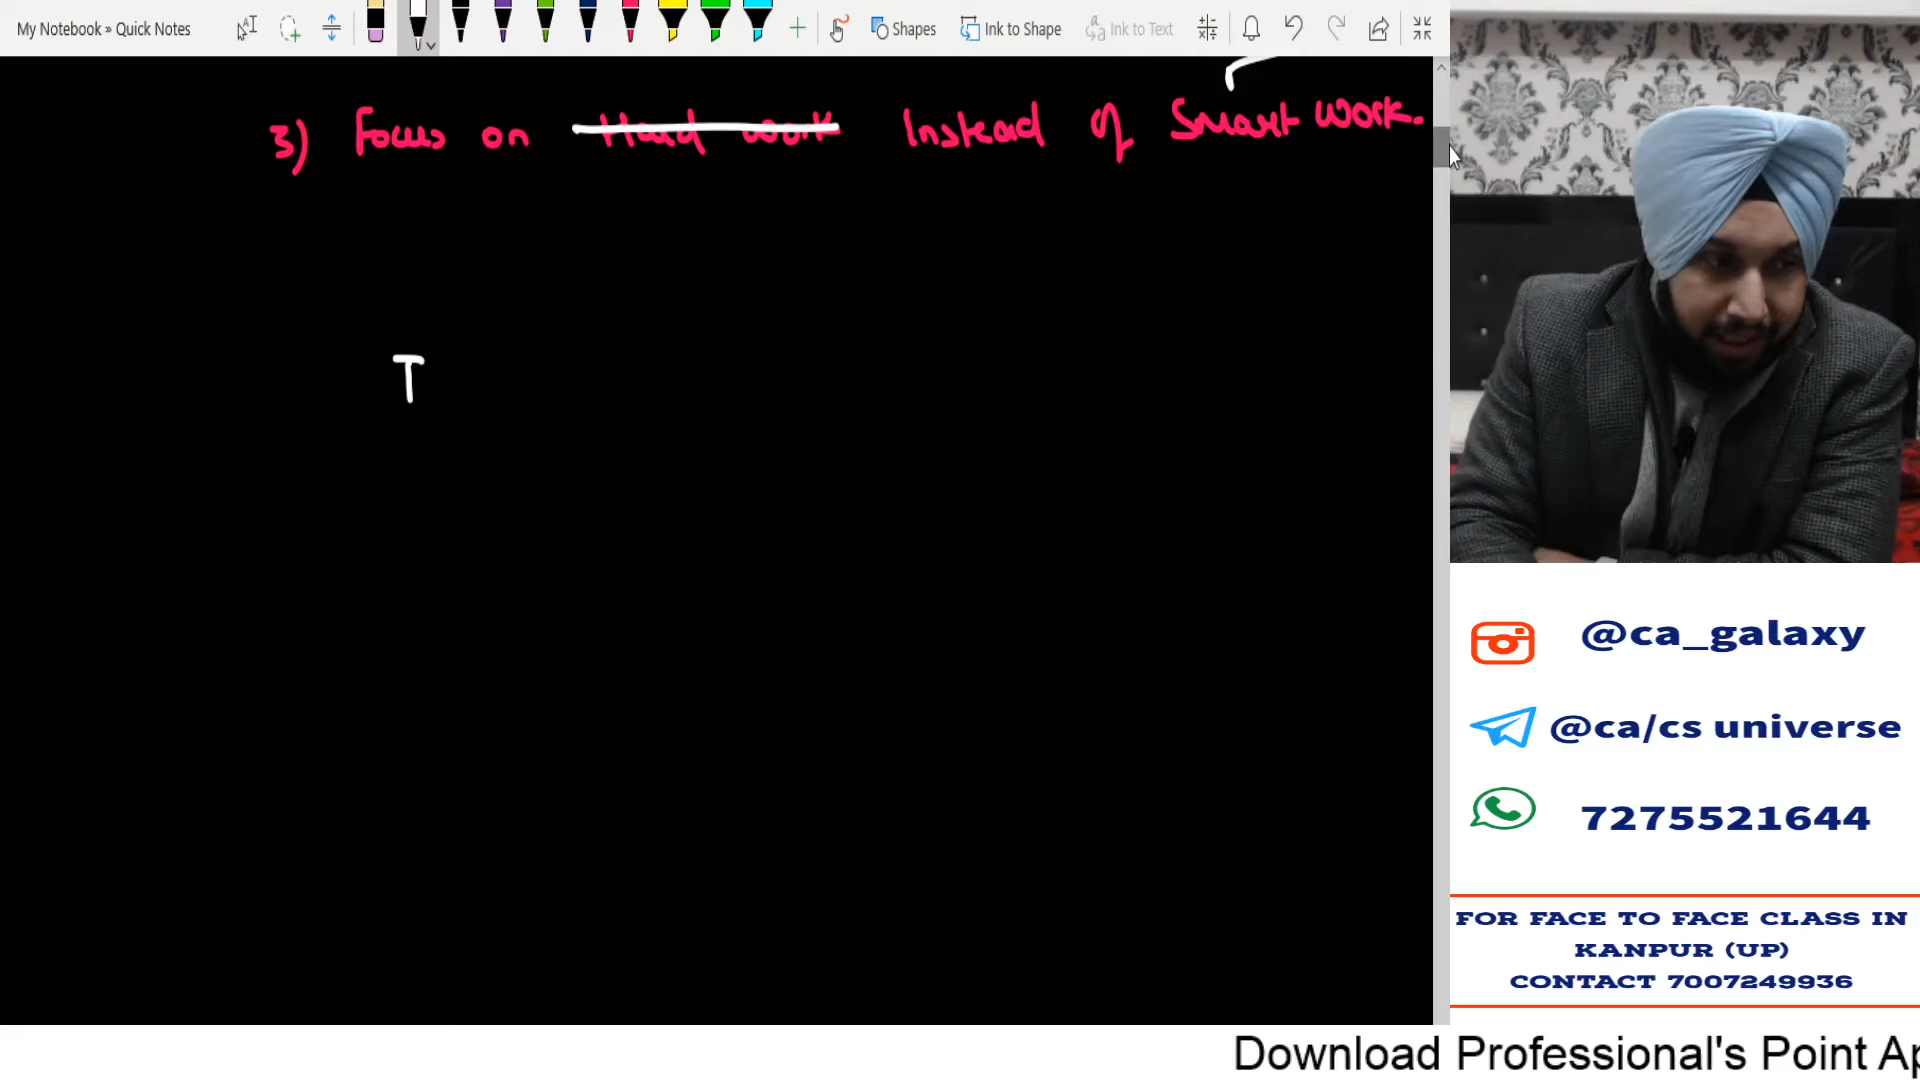 My Notebook » Quick Notes
Shapes
Ink to Shape
Ink to Text
3) Focus on Hard work Instead of Smart Work.
T
@ca_galaxy
@ca/cs universe
7275521644
FOR FACE TO FACE CLASS IN
KANPUR (UP)
CONTACT 7007249936
Download Professional's Point Ap